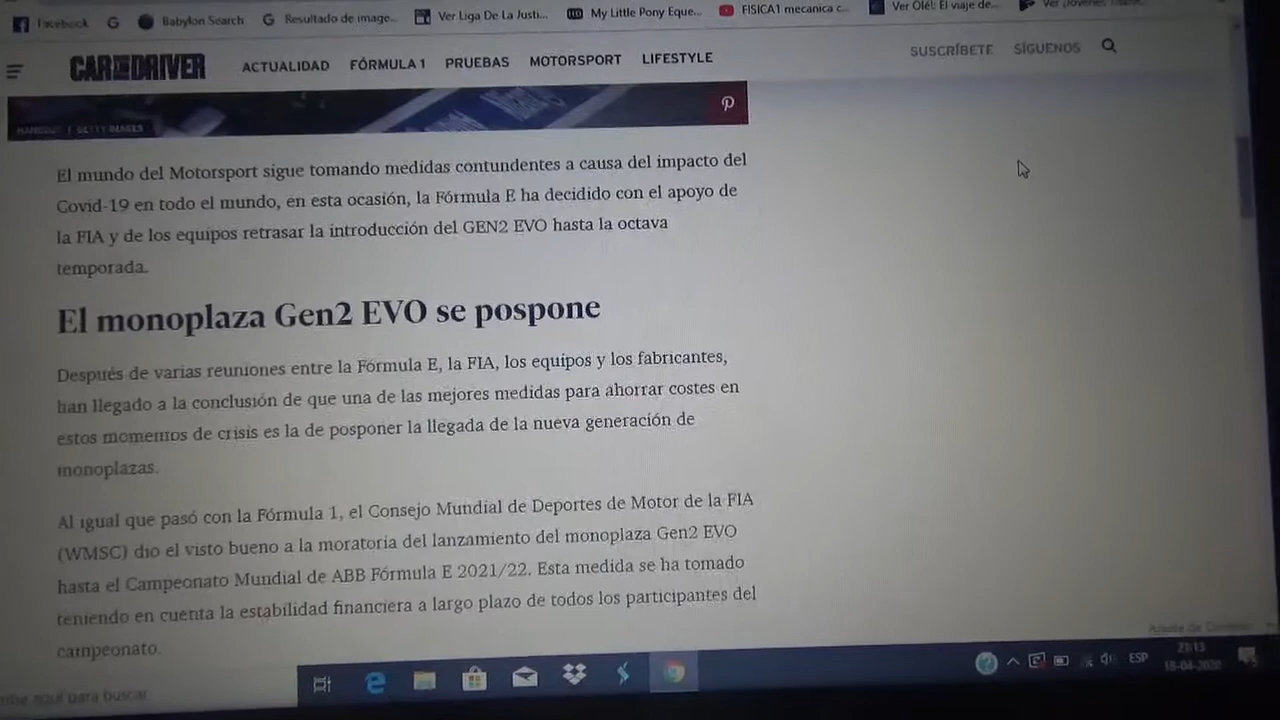 Facebook G Babylon Search G Resultado de image... Ver Liga De La Justi... My Little Pony Eque... FISICA1 mecanica c... Ver Olé!: El viaje de...
CAR AND DRIVER ACTUALIDAD FÓRMULA 1 PRUEBAS MOTORSPORT LIFESTYLE SUSCRÍBETE SÍGUENOS
HANDOUT | GETTY IMAGES
El mundo del Motorsport sigue tomando medidas contundentes a causa del impacto del
Covid-19 en todo el mundo, en esta ocasión, la Fórmula E ha decidido con el apoyo de
la FIA y de los equipos retrasar la introducción del GEN2 EVO hasta la octava
temporada.
El monoplaza Gen2 EVO se pospone
Después de varias reuniones entre la Fórmula E, la FIA, los equipos y los fabricantes,
han llegado a la conclusión de que una de las mejores medidas para ahorrar costes en
estos momentos de crisis es la de posponer la llegada de la nueva generación de
monoplazas.
Al igual que pasó con la Fórmula 1, el Consejo Mundial de Deportes de Motor de la FIA
(WMSC) dio el visto bueno a la moratoria del lanzamiento del monoplaza Gen2 EVO
hasta el Campeonato Mundial de ABB Fórmula E 2021/22. Esta medida se ha tomado
teniendo en cuenta la estabilidad financiera a largo plazo de todos los participantes del
campeonato.
aquí para buscar
ESP
23:13
18-04-2020